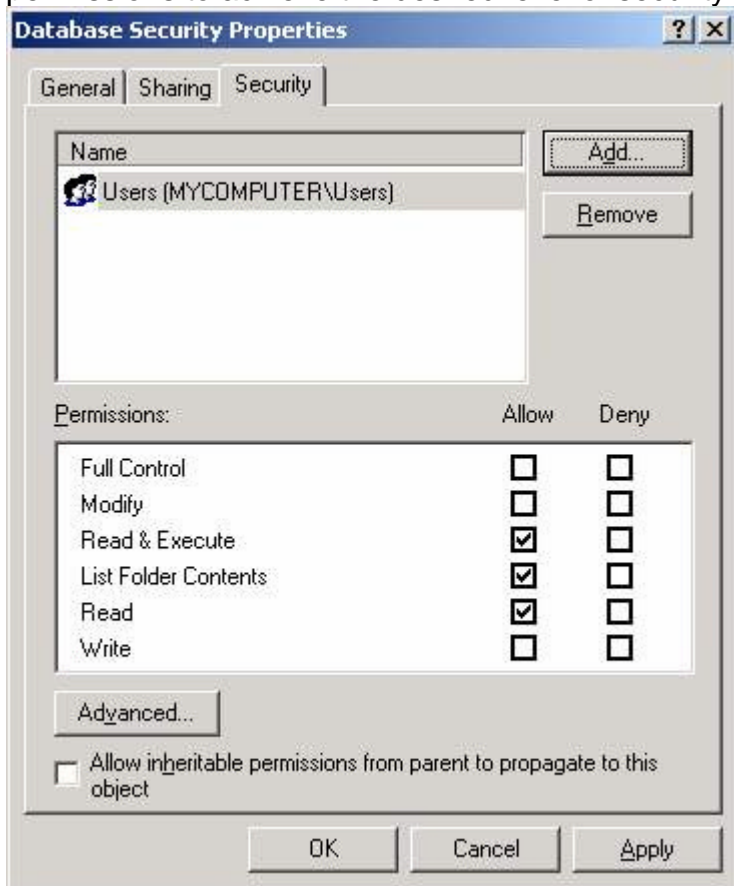 Database Security Properties
General Sharing Security
Name
Add...
Users (MYCOMPUTER\Users)
Remove
Permissions: Allow Deny
Full Control
Modify
Read & Execute
List Folder Contents
Read
Write
Advanced...
Allow inheritable permissions from parent to propagate to this
object
OK Cancel Apply